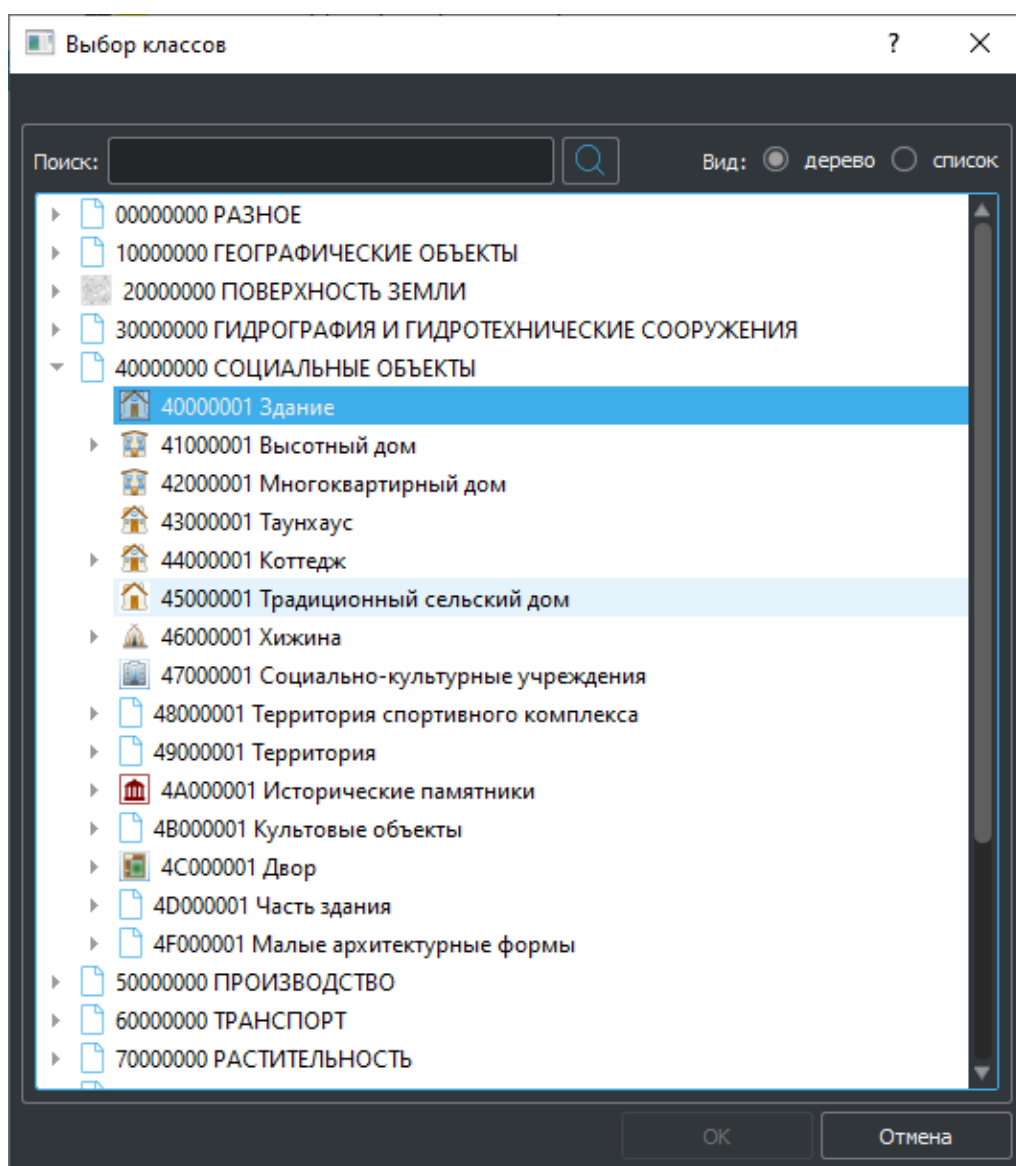 Выбор классов ?
Поиск: Вид: дерево список
00000000 РАЗНОЕ
10000000 ГЕОГРАФИЧЕСКИЕ ОБЪЕКТЫ
20000000 ПОВЕРХНОСТЬ ЗЕМЛИ
30000000 ГИДРОГРАФИЯ И ГИДРОТЕХНИЧЕСКИЕ СООРУЖЕНИЯ
40000000 СОЦИАЛЬНЫЕ ОБЪЕКТЫ
40000001 Здание
41000001 Высотный дом
42000001 Многоквартирный дом
43000001 Таунхаус
44000001 Коттедж
45000001 Традиционный сельский дом
46000001 Хижина
47000001 Социально-культурные учреждения
48000001 Территория спортивного комплекса
49000001 Территория
4A000001 Исторические памятники
4B000001 Культовые объекты
4C000001 Двор
4D000001 Часть здания
4F000001 Малые архитектурные формы
50000000 ПРОИЗВОДСТВО
60000000 ТРАНСПОРТ
70000000 РАСТИТЕЛЬНОСТЬ
OK Отмена